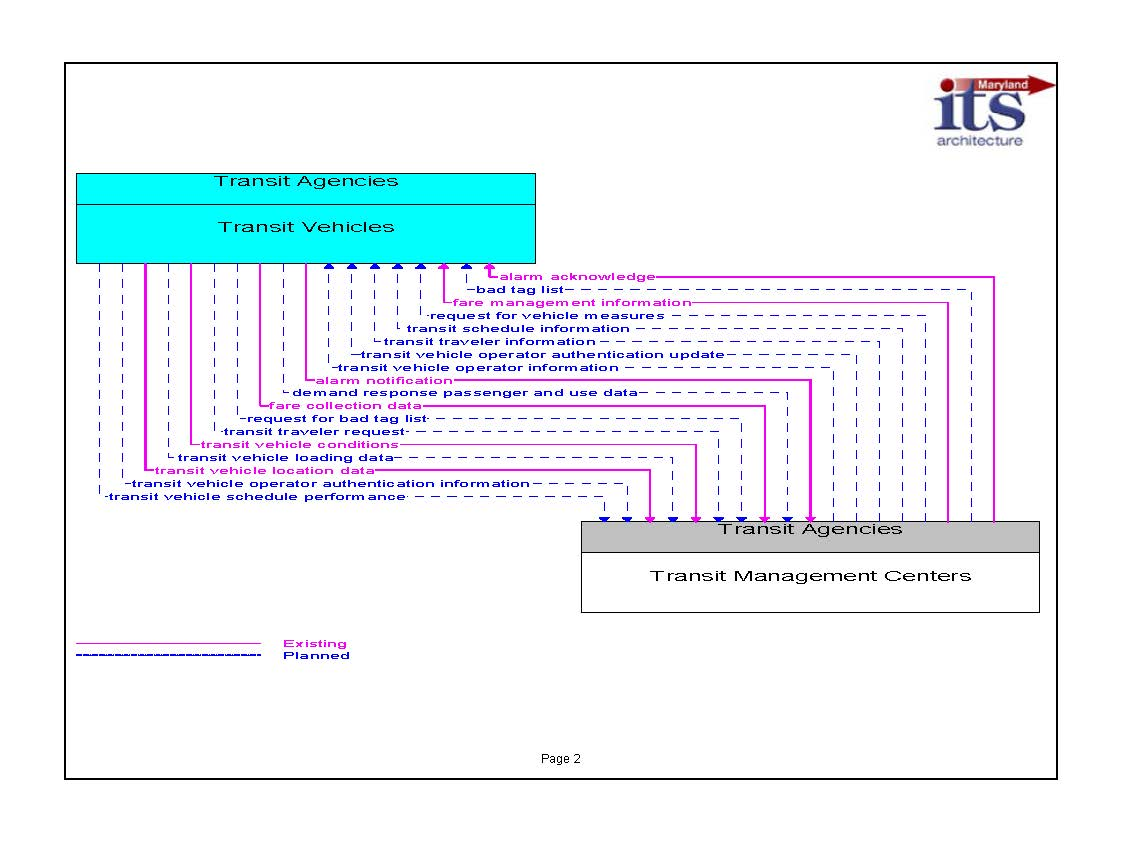 Maryland
its
architecture
Transit Agencies
Transit Vehicles
alarm acknowledge
bad tag list
fare management information
request for vehicle measures
transit schedule information
transit traveler information
transit vehicle operator authentication update
transit vehicle operator information
alarm notification
demand response passenger and use data
fare collection data
request for bad tag list
transit traveler request
transit vehicle conditions
transit vehicle loading data
transit vehicle location data
transit vehicle operator authentication information
transit vehicle schedule performance
Transit Agencies
Transit Management Centers
Existing
Planned
Page 2